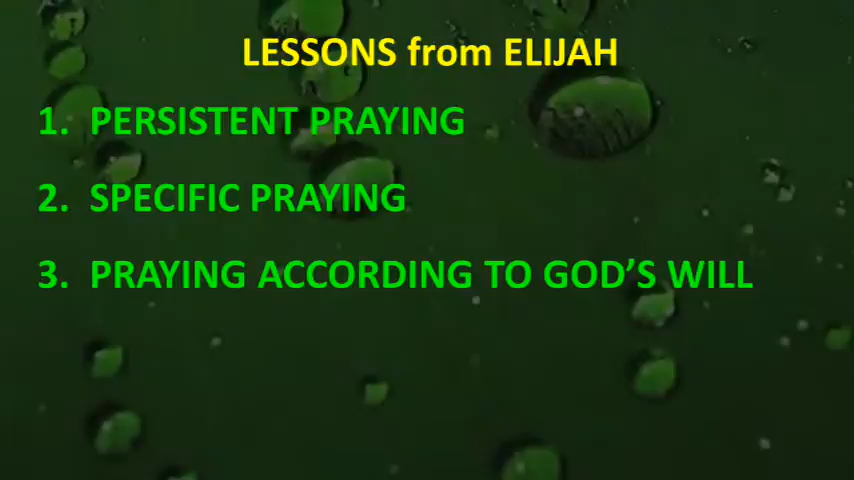 LESSONS from ELIJAH
1. PERSISTENT PRAYING
2. SPECIFIC PRAYING
3. PRAYING ACCORDING TO GOD’S WILL